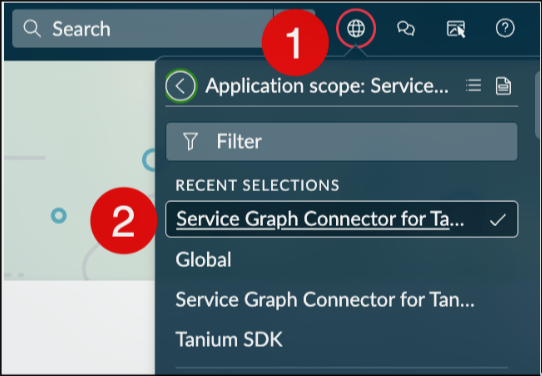 Search
1
Application scope: Service...
Filter
RECENT SELECTIONS
2
Service Graph Connector for Ta...
Global
Service Graph Connector for Tan...
Tanium SDK